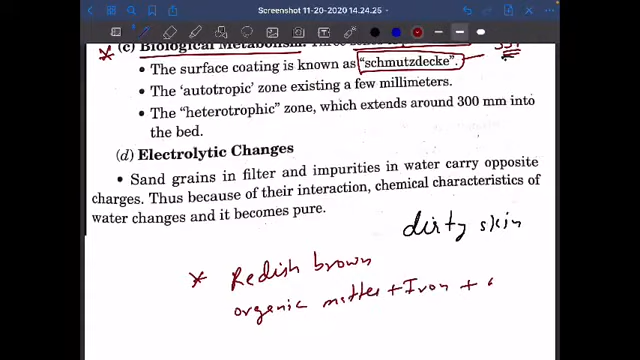 Screenshot 11-20-2020 14.24.25
(c) Biological Metabolism:
• The surface coating is known as "schmutzdecke".
• The 'autotropic' zone existing a few millimeters.
• The "heterotrophic" zone, which extends around 300 mm into
the bed.
(d) Electrolytic Changes
• Sand grains in filter and impurities in water carry opposite
charges. Thus because of their interaction, chemical characteristics of
water changes and it becomes pure.
dirty skin
* Redish brown
organic matter + Iron +